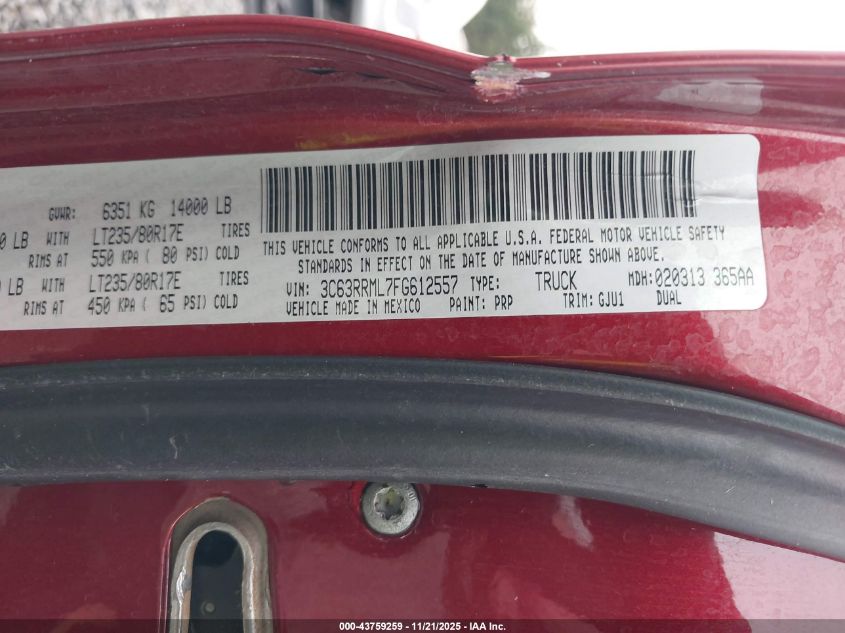 GVWR: 6351 KG 14000 LB
LB WITH LT235/80R17E TIRES
RIMS AT 550 KPA ( 80 PSI) COLD
LB WITH LT235/80R17E TIRES
RIMS AT 450 KPA ( 65 PSI) COLD
THIS VEHICLE CONFORMS TO ALL APPLICABLE U.S.A. FEDERAL MOTOR VEHICLE SAFETY
STANDARDS IN EFFECT ON THE DATE OF MANUFACTURE SHOWN ABOVE.
VIN: 3C63RRML7FG612557 TYPE: TRUCK MDH: 020313 365AA
VEHICLE MADE IN MEXICO PAINT: PRP TRIM: GJU1 DUAL
000-43759259 - 11/21/2025 - IAA Inc.